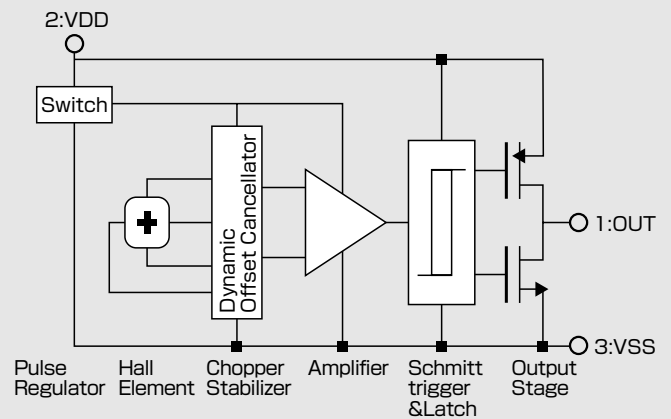 2:VDD
Switch
Dynamic
Offset Cancellator
1:OUT
3:VSS
Pulse
Regulator
Hall
Element
Chopper
Stabilizer
Amplifier
Schmitt
trigger
&Latch
Output
Stage